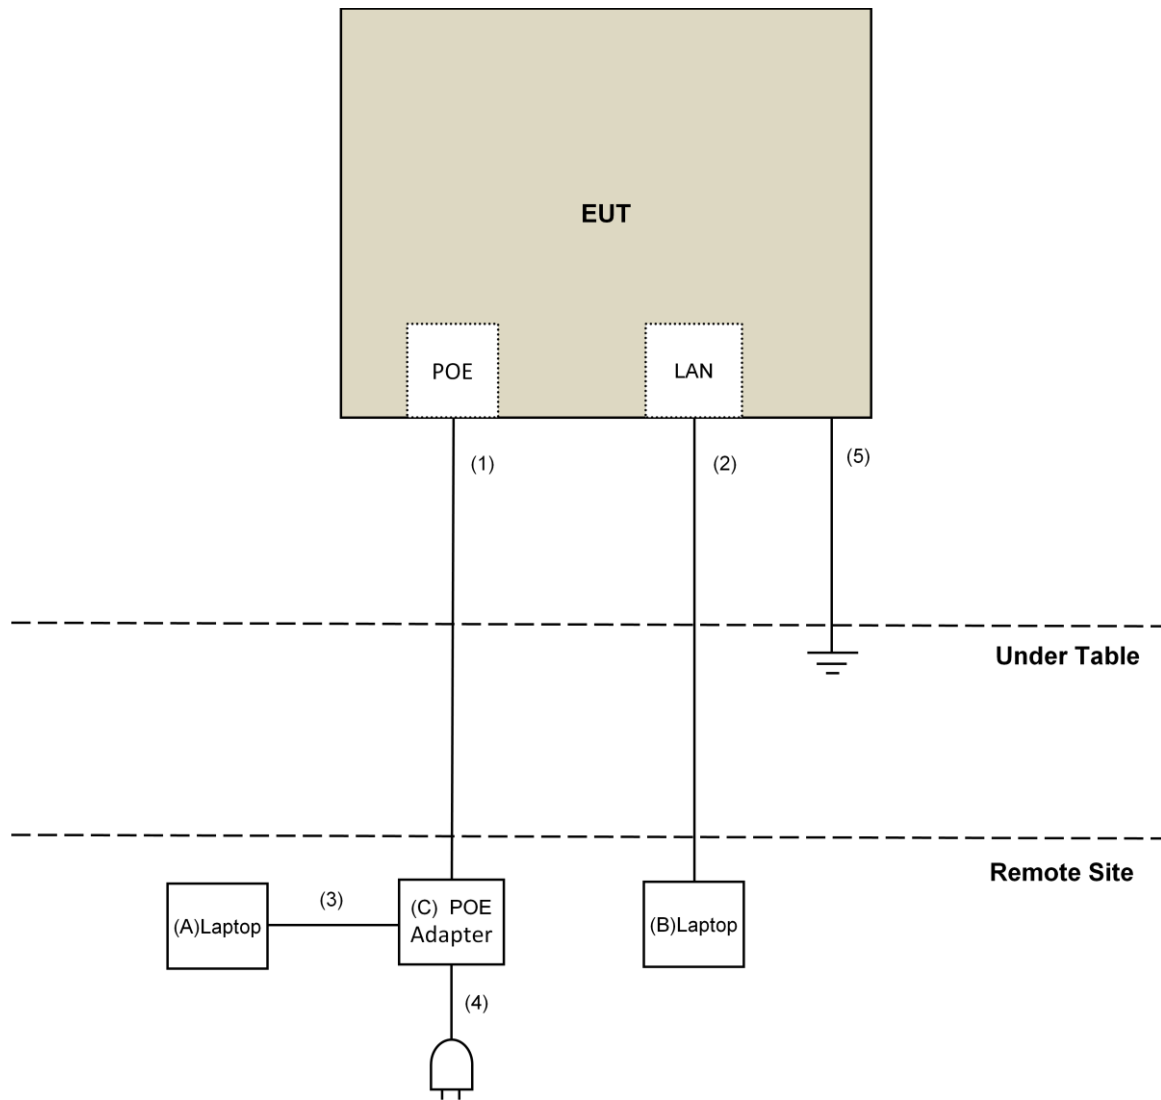 EUT
POE
LAN
(1)
(2)
(5)
Under Table
Remote Site
(A)Laptop
(3)
(C) POE
Adapter
(B)Laptop
(4)